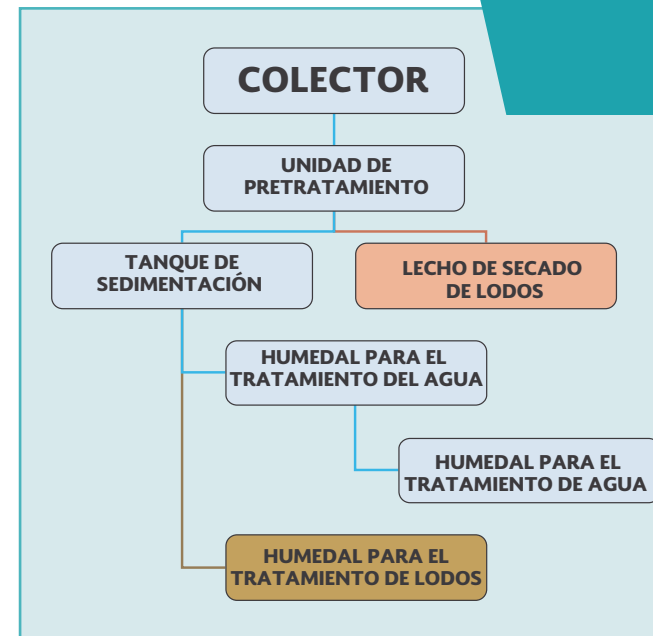 COLECTOR
UNIDAD DE
PRETRATAMIENTO
TANQUE DE
SEDIMENTACIÓN
LECHO DE SECADO
DE LODOS
HUMEDAL PARA EL
TRATAMIENTO DEL AGUA
HUMEDAL PARA EL
TRATAMIENTO DE AGUA
HUMEDAL PARA EL
TRATAMIENTO DE LODOS